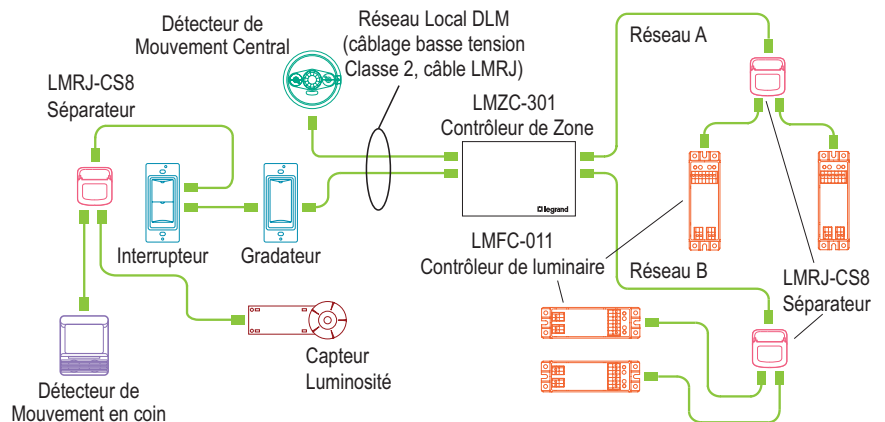 Détecteur de
Mouvement Central
Réseau Local DLM
(câblage basse tension
Classe 2, câble LMRJ)
Réseau A
LMRJ-CS8
Séparateur
LMZC-301
Contrôleur de Zone
legrand
Interrupteur
Gradateur
LMFC-011
Contrôleur de luminaire
Réseau B
LMRJ-CS8
Séparateur
Capteur
Luminosité
Détecteur de
Mouvement en coin